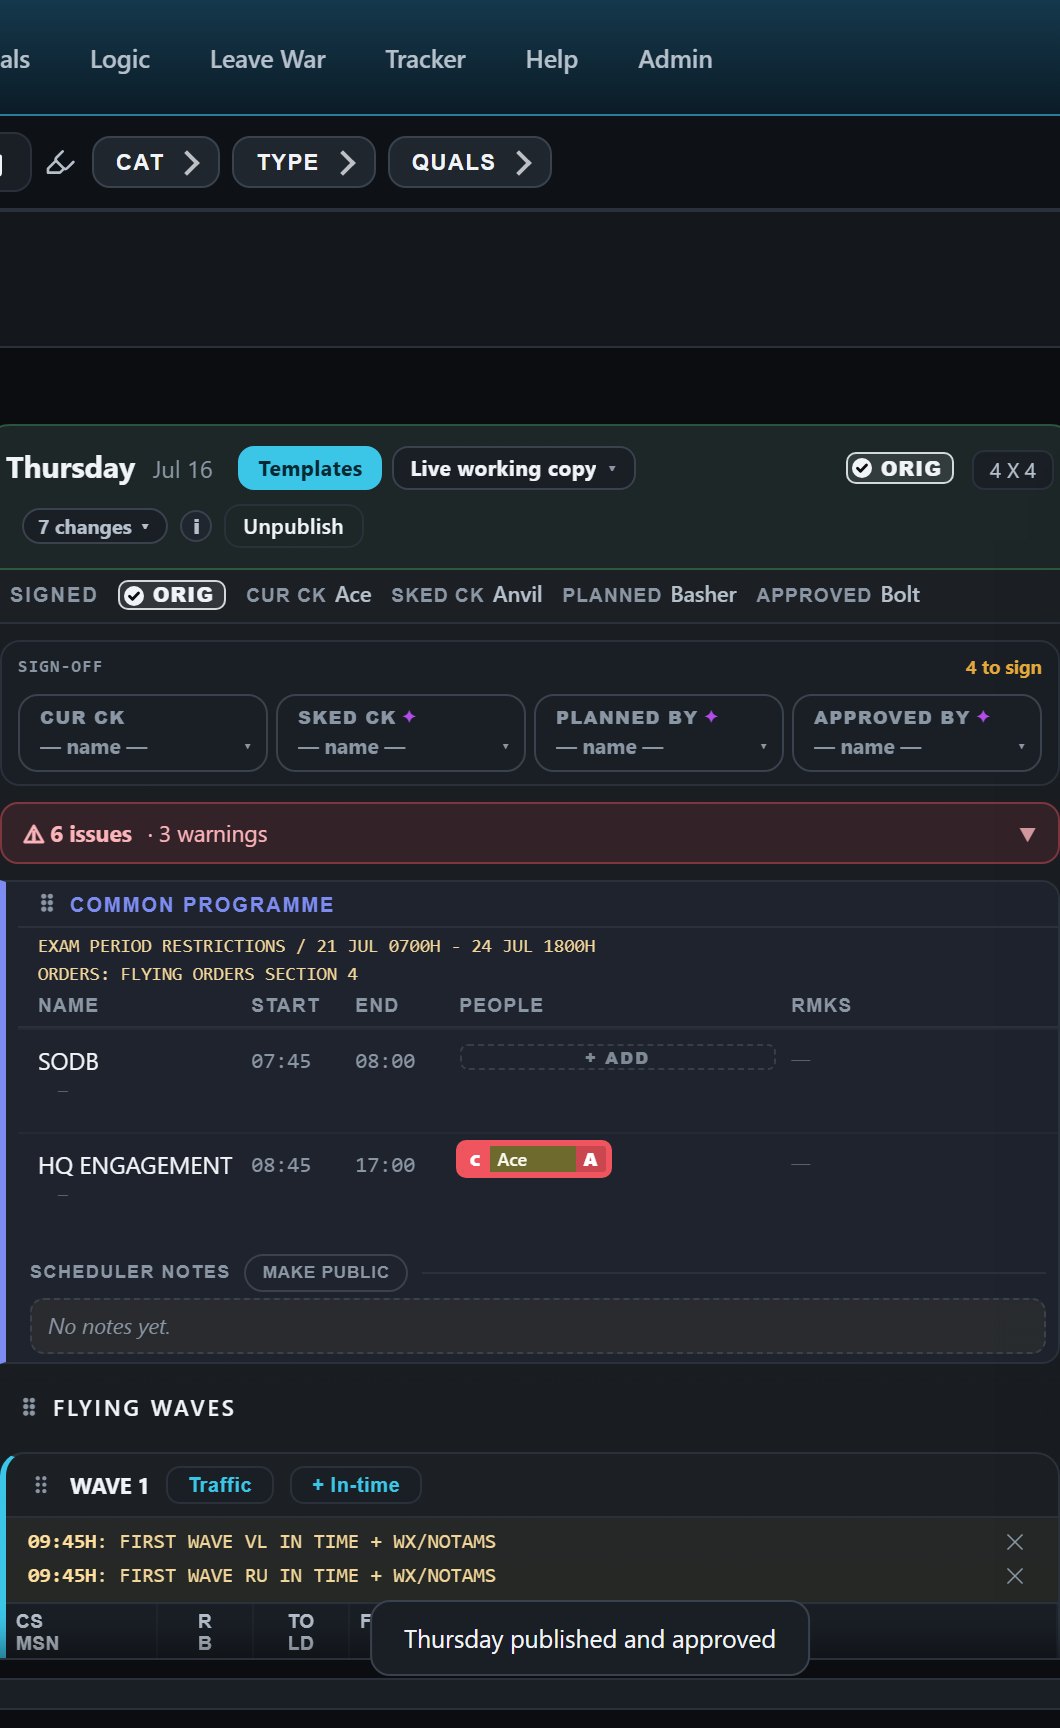 als Logic Leave War Tracker Help Admin
CAT TYPE QUALS
Thursday Jul 16 Templates Live working copy ORIG 4 X 4
7 changes i Unpublish
SIGNED ORIG CUR CK Ace SKED CK Anvil PLANNED Basher APPROVED Bolt
SIGN-OFF 4 to sign
CUR CK SKED CK PLANNED BY APPROVED BY
— name — — name — — name — — name —
6 issues · 3 warnings
COMMON PROGRAMME
EXAM PERIOD RESTRICTIONS / 21 JUL 0700H - 24 JUL 1800H
ORDERS: FLYING ORDERS SECTION 4
NAME START END PEOPLE RMKS
SODB 07:45 08:00 + ADD —
—
HQ ENGAGEMENT 08:45 17:00 C Ace A —
—
SCHEDULER NOTES MAKE PUBLIC
No notes yet.
FLYING WAVES
WAVE 1 Traffic + In-time
09:45H: FIRST WAVE VL IN TIME + WX/NOTAMS
09:45H: FIRST WAVE RU IN TIME + WX/NOTAMS
CS R TO F
MSN B LD
Thursday published and approved